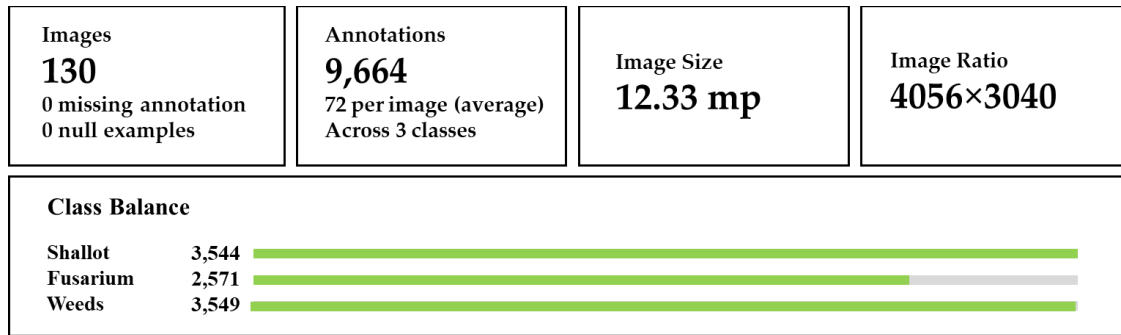 Images
130
0 missing annotation
0 null examples
Annotations
9,664
72 per image (average)
Across 3 classes
Image Size
12.33 mp
Image Ratio
4056×3040
Class Balance
Shallot 3,544
Fusarium 2,571
Weeds 3,549